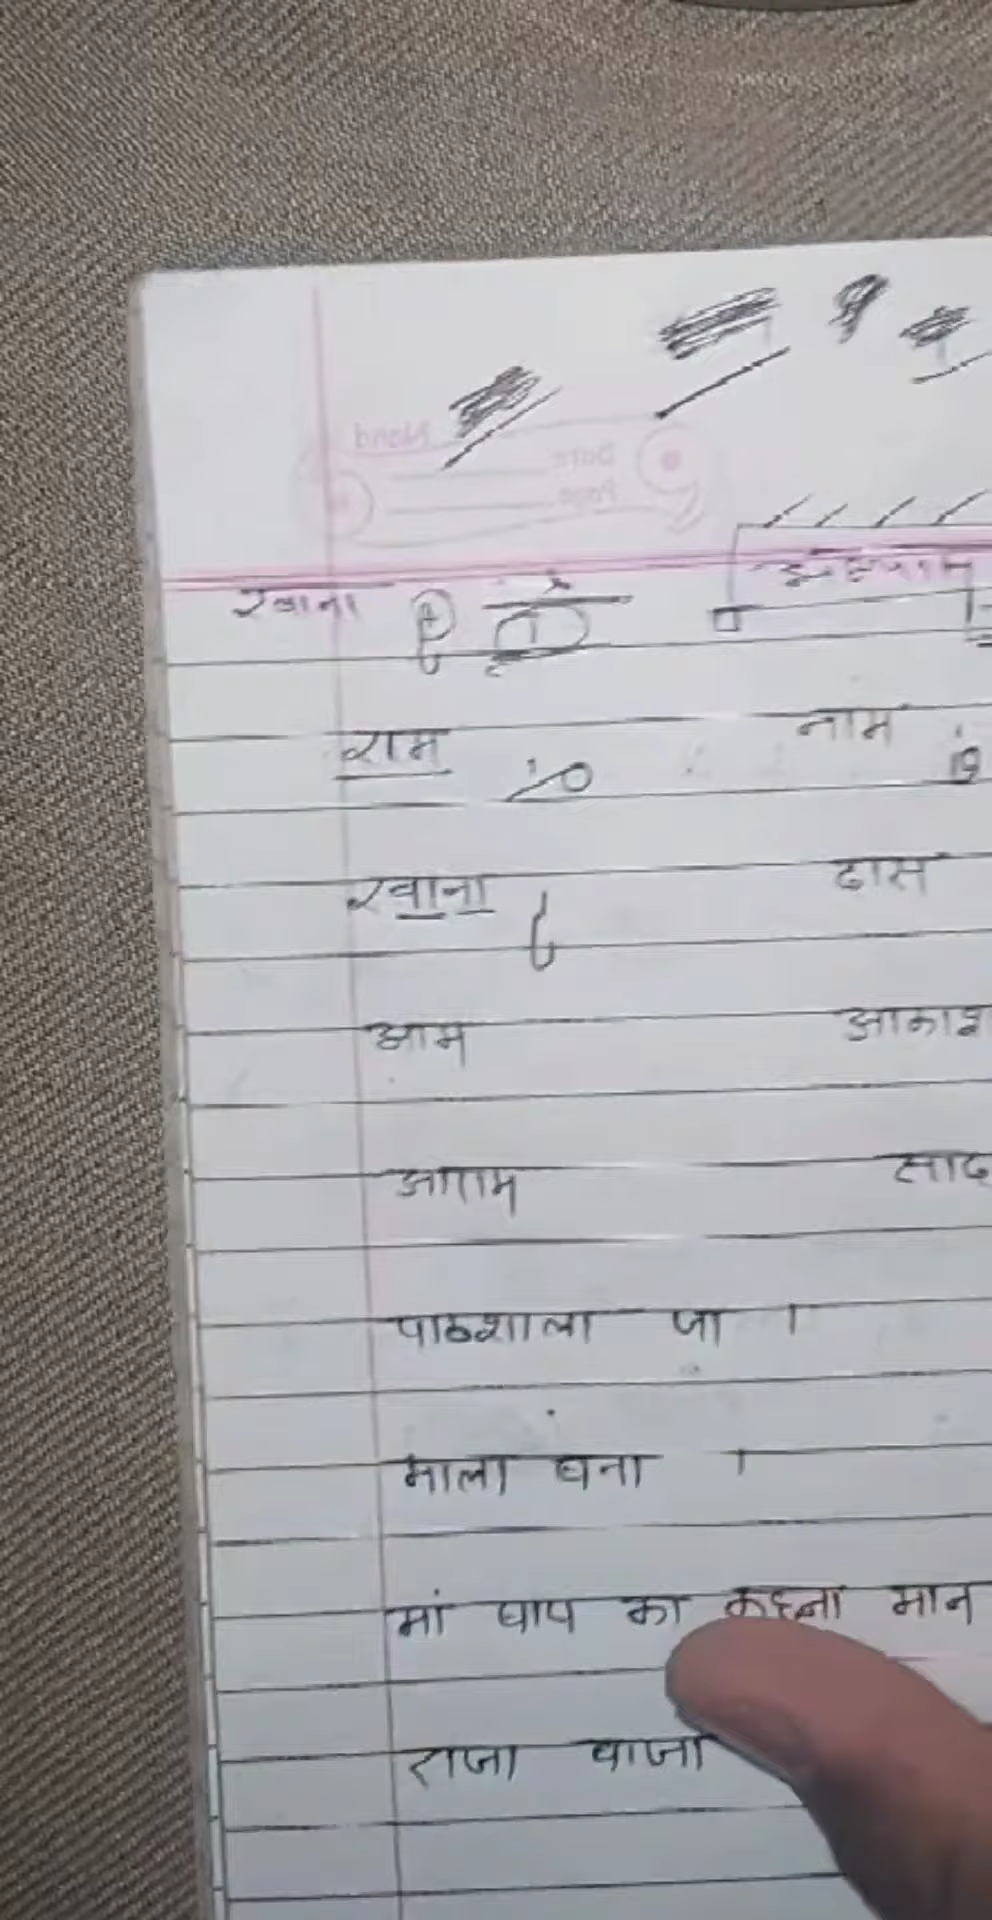 खाना
राम नाम
खाना दास
आम आकाश
आराम
पाठशाला जा ।
माला बना ।
मां बाप का कहना मान
राजा बाजा